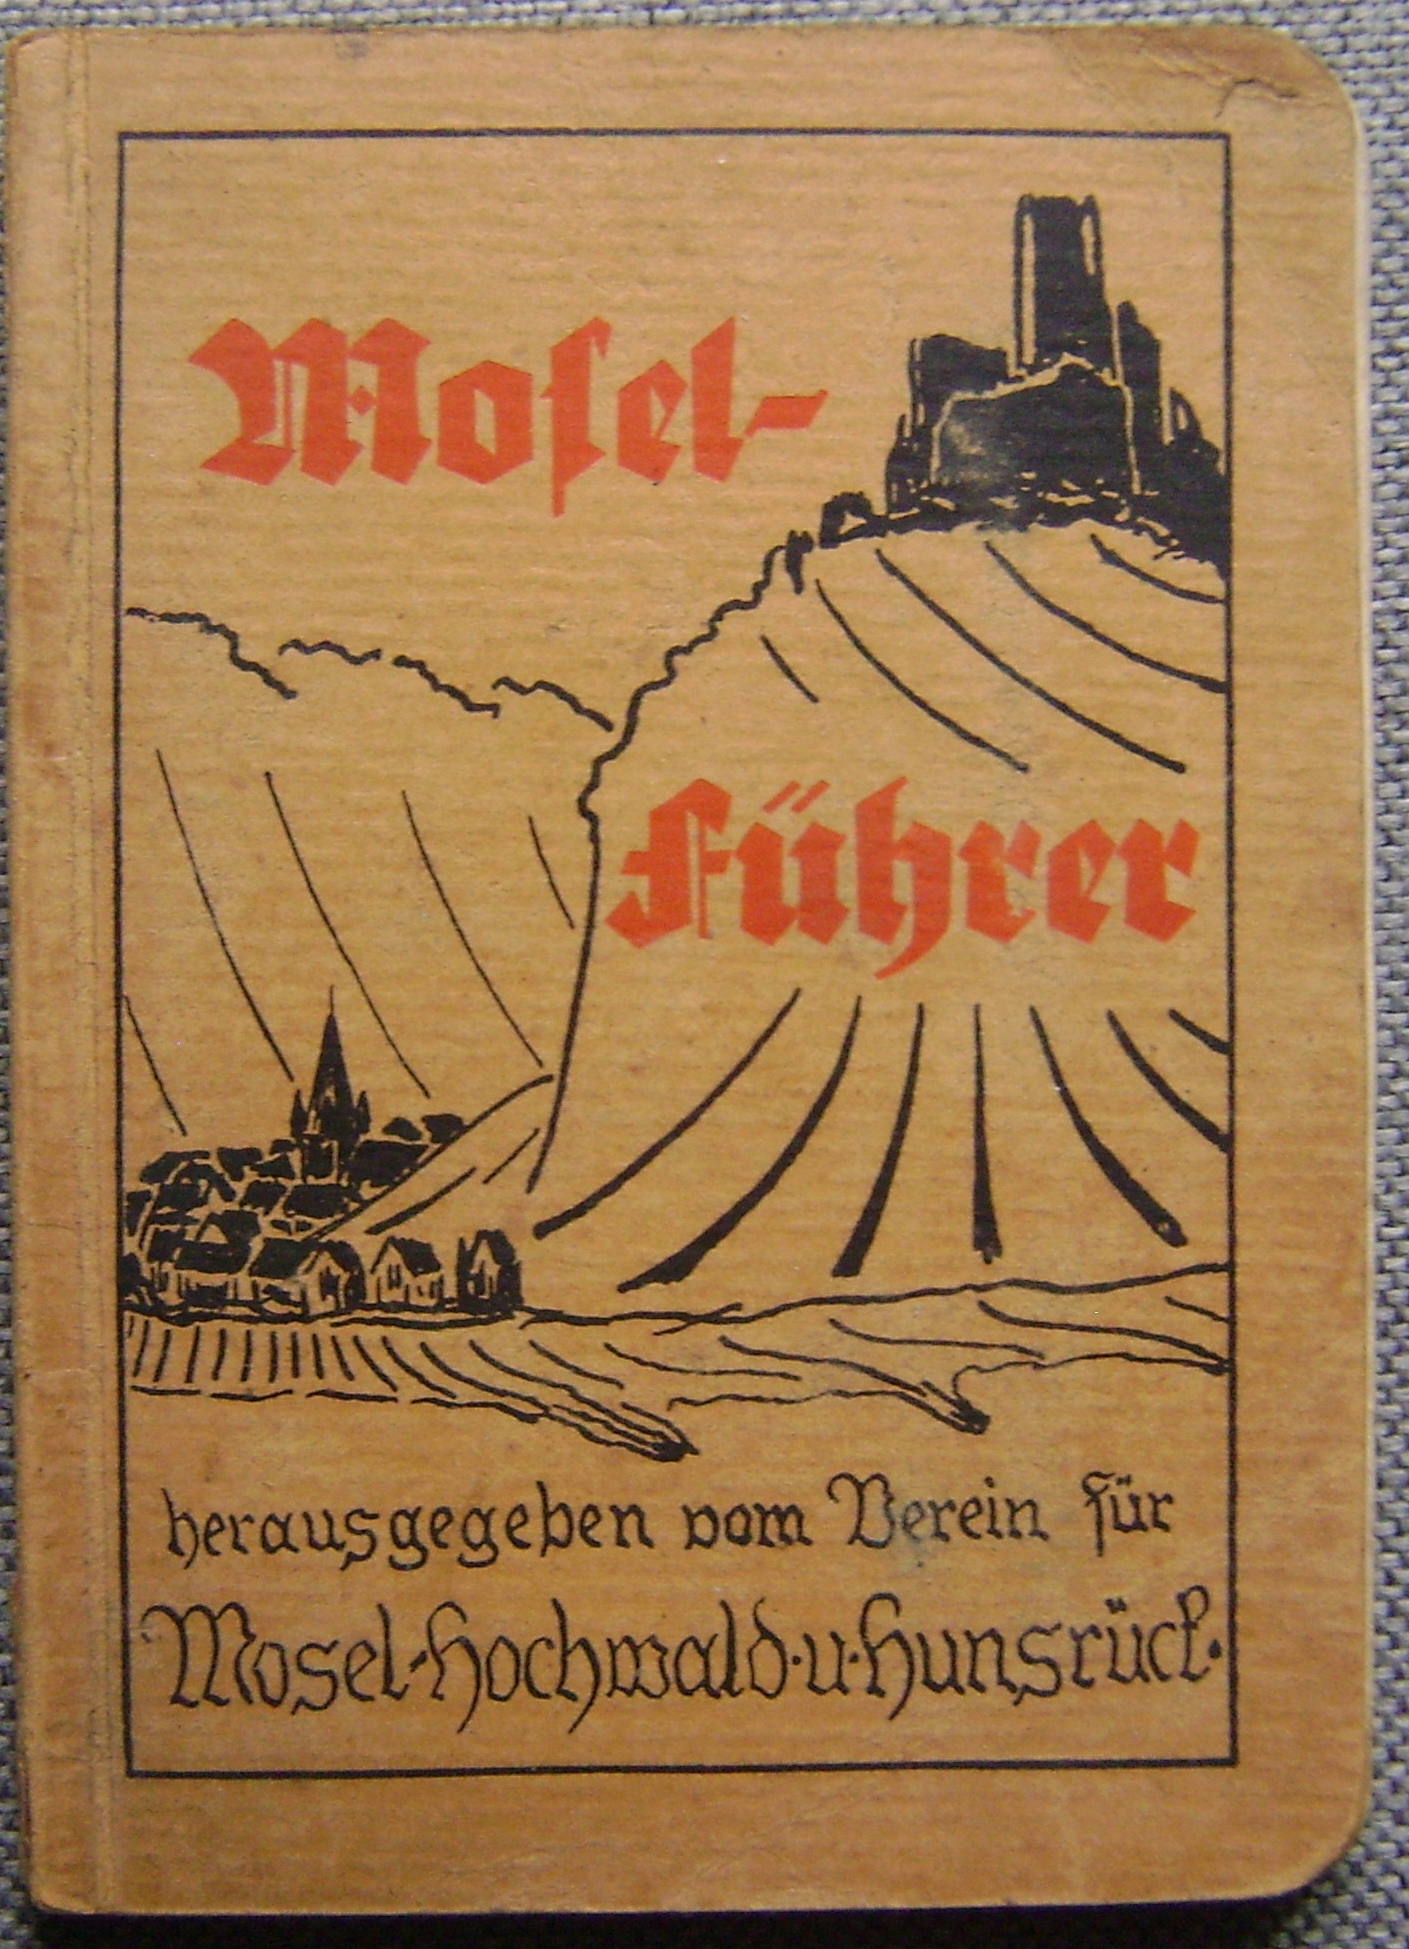 Mosel-
Führer
herausgegeben vom Verein für
Mosel-Hochwald·u·Hunsrück·